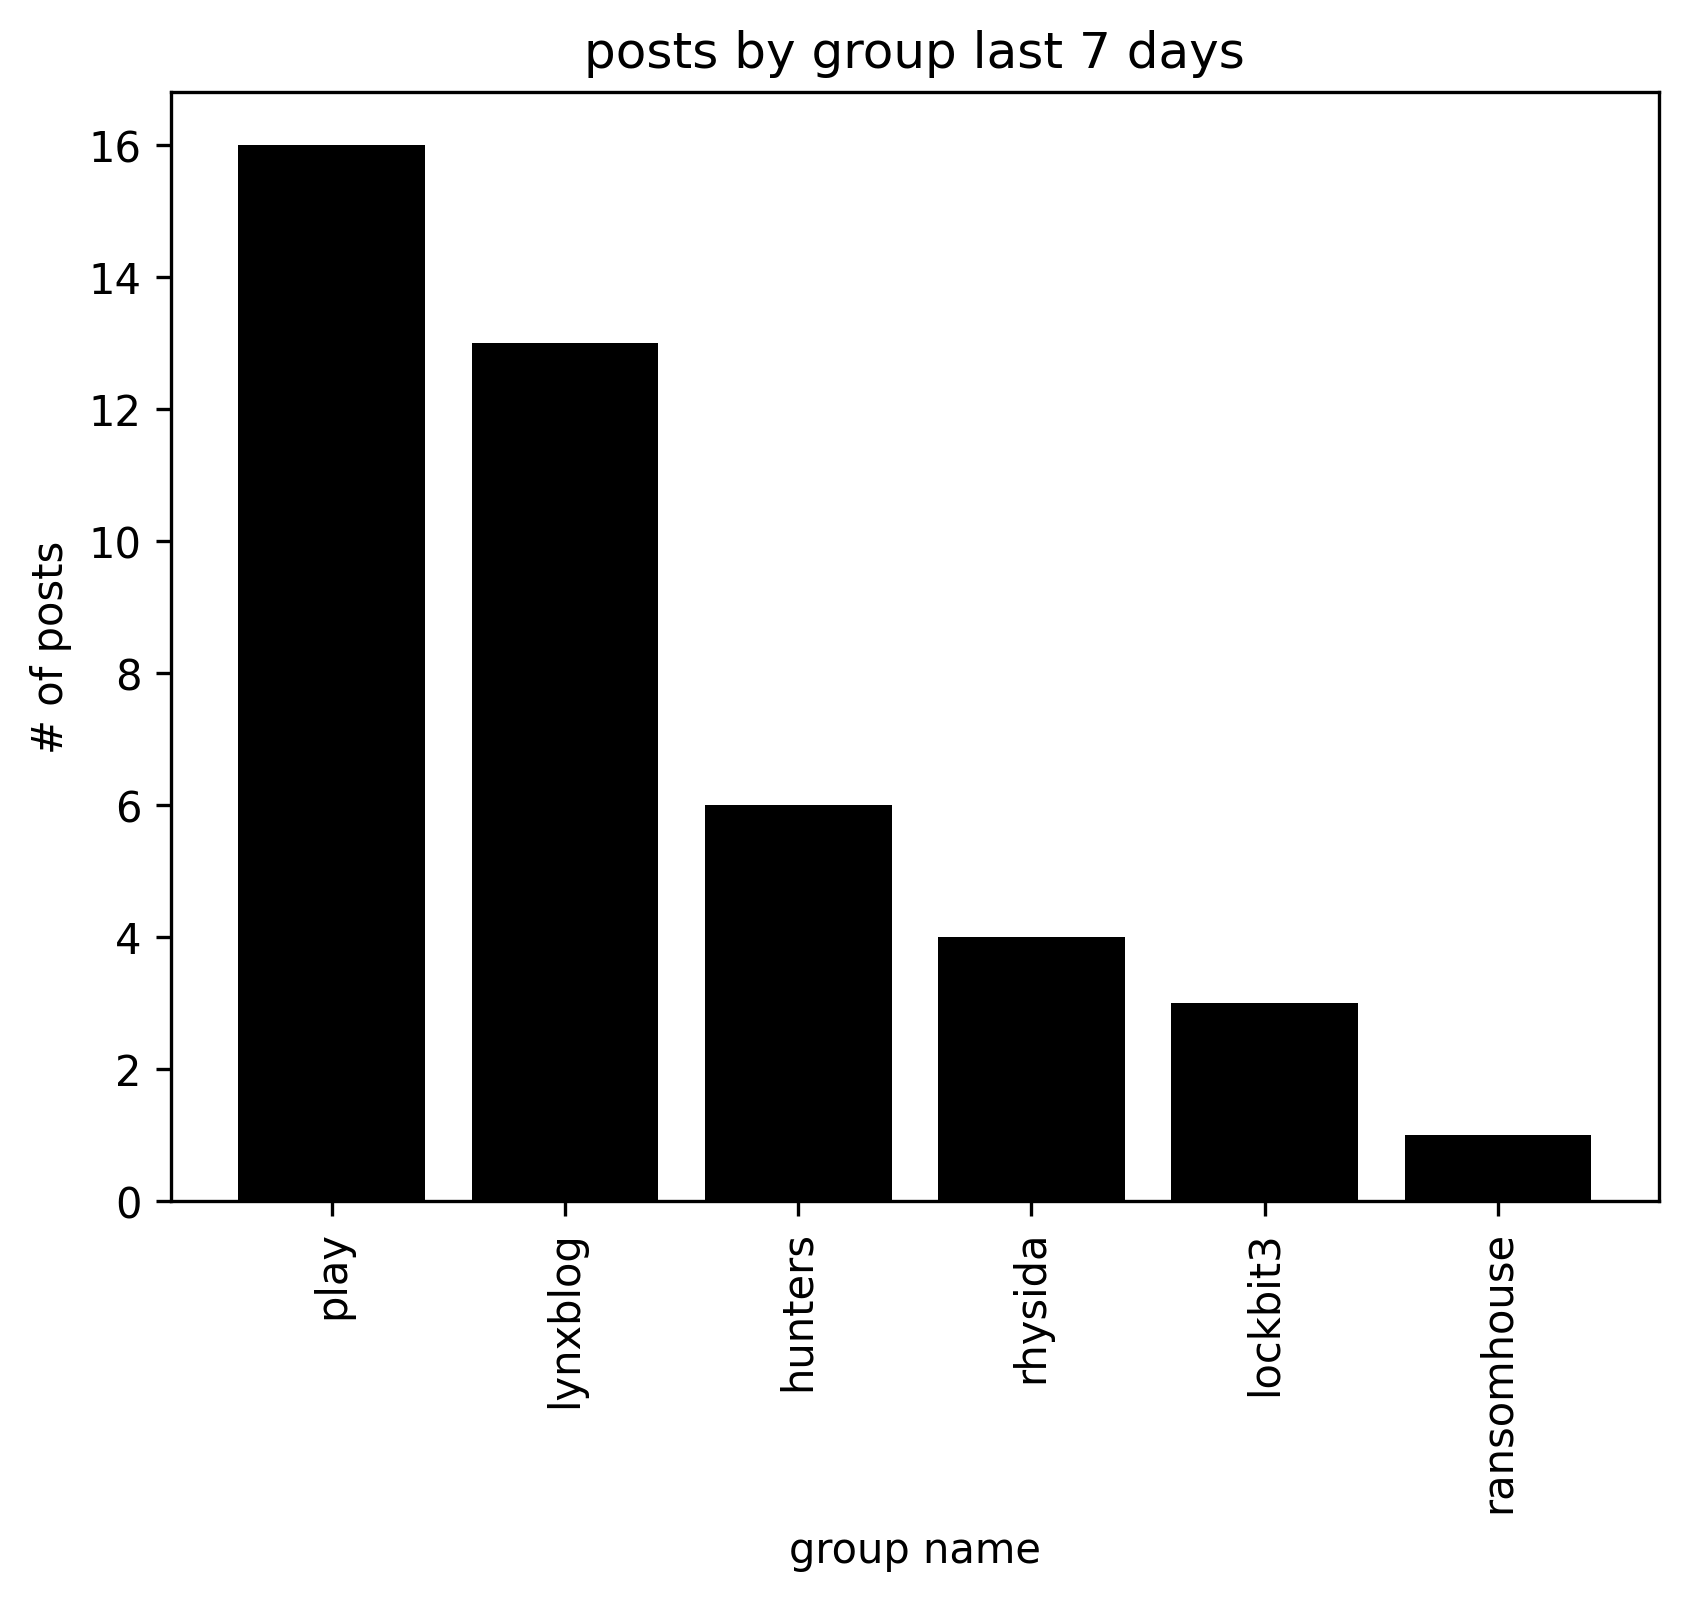 posts by group last 7 days
# of posts
16
14
12
10
8
6
4
2
0
play
lynxblog
hunters
rhysida
lockbit3
ransomhouse
group name